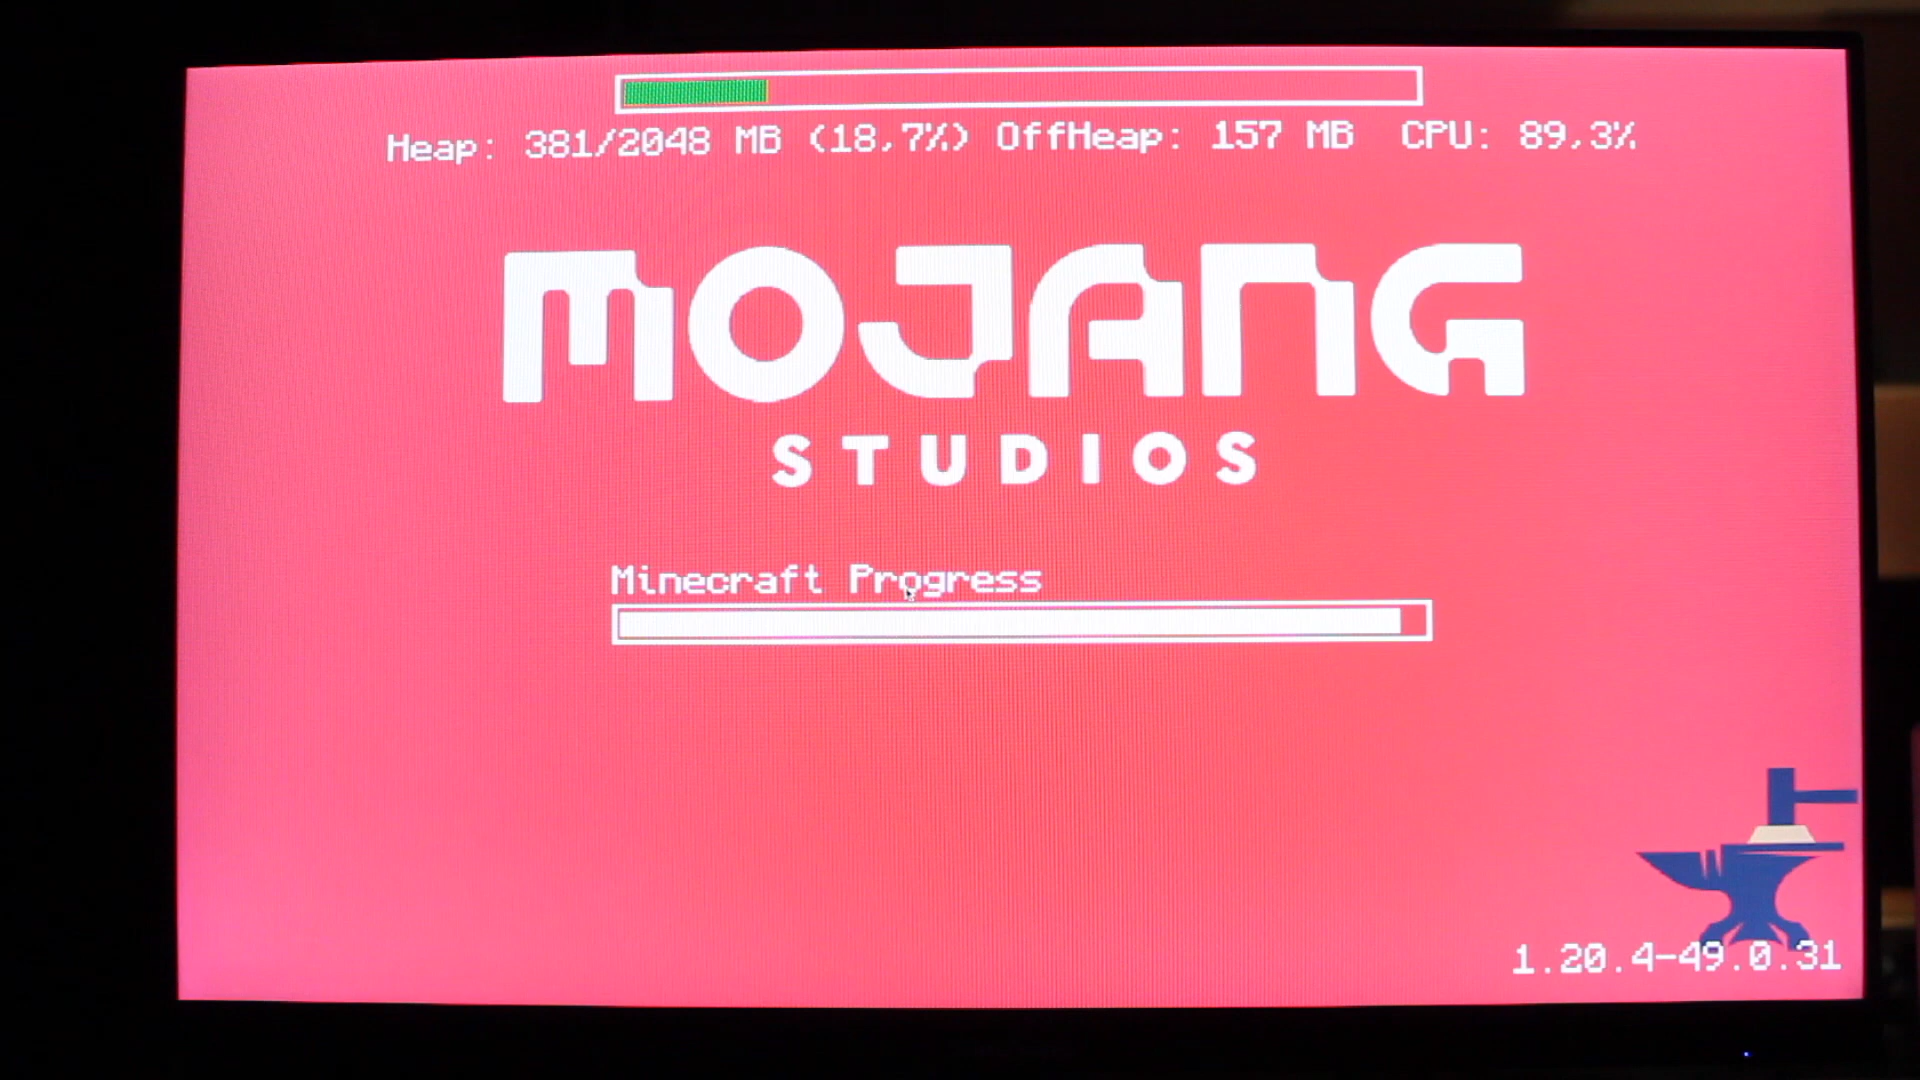 Heap: 381/2048 MB (18,7%) OffHeap: 157 MB CPU: 89,3%
MOJANG
STUDIOS
Minecraft Progress
1.20.4-49.0.31